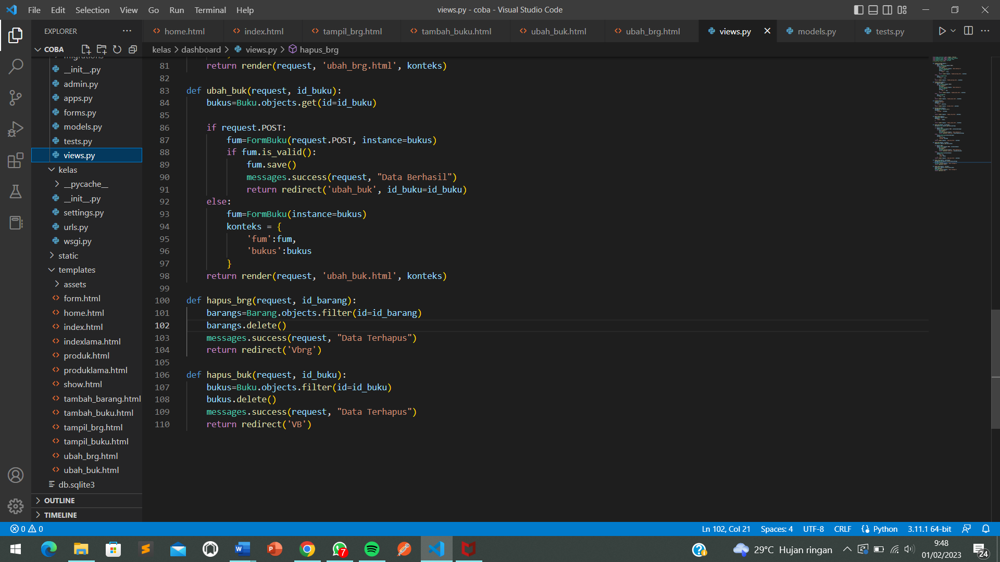 File Edit Selection View Go Run Terminal Help
views.py - coba - Visual Studio Code
EXPLORER
home.html index.html tampil_brg.html tambah_buku.html ubah_buk.html ubah_brg.html views.py models.py tests.py
COBA
kelas > dashboard > views.py > hapus_brg
migrations
__init__.py
admin.py
apps.py
forms.py
models.py
tests.py
views.py
kelas
__pycache__
__init__.py
settings.py
urls.py
wsgi.py
static
templates
assets
form.html
home.html
index.html
indexlama.html
produk.html
produklama.html
show.html
tambah_barang.html
tambah_buku.html
tampil_brg.html
tampil_buku.html
ubah_brg.html
ubah_buk.html
db.sqlite3
OUTLINE
TIMELINE
81 return render(request, 'ubah_brg.html', konteks)
82
83 def ubah_buk(request, id_buku):
84 bukus=Buku.objects.get(id=id_buku)
85
86 if request.POST:
87 fum=FormBuku(request.POST, instance=bukus)
88 if fum.is_valid():
89 fum.save()
90 messages.success(request, "Data Berhasil")
91 return redirect('ubah_buk', id_buku=id_buku)
92 else:
93 fum=FormBuku(instance=bukus)
94 konteks = {
95 'fum':fum,
96 'bukus':bukus
97 }
98 return render(request, 'ubah_buk.html', konteks)
99
100 def hapus_brg(request, id_barang):
101 barangs=Barang.objects.filter(id=id_barang)
102 barangs.delete()
103 messages.success(request, "Data Terhapus")
104 return redirect('Vbrg')
105
106 def hapus_buk(request, id_buku):
107 bukus=Buku.objects.filter(id=id_buku)
108 bukus.delete()
109 messages.success(request, "Data Terhapus")
110 return redirect('VB')
0 0
Ln 102, Col 21 Spaces: 4 UTF-8 CRLF Python 3.11.1 64-bit
7
29°C Hujan ringan
9:48
01/02/2023
24